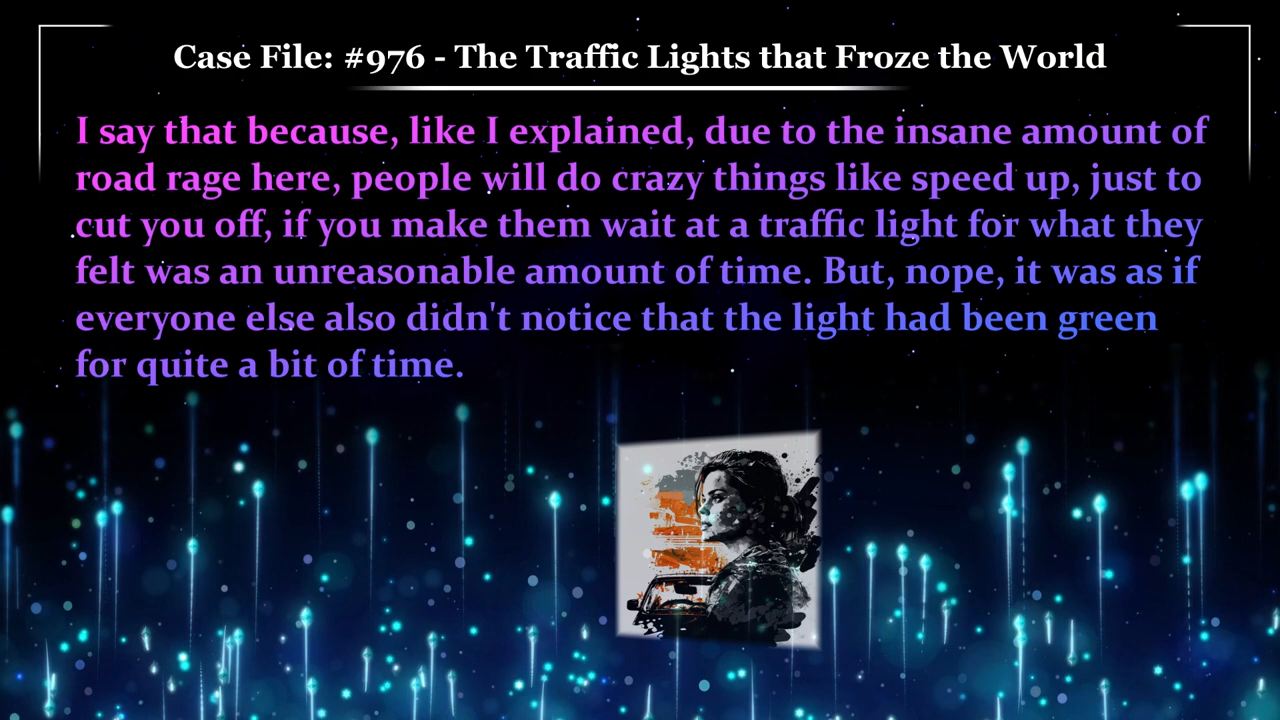 Case File: #976 - The Traffic Lights that Froze the World
I say that because, like I explained, due to the insane amount of
road rage here, people will do crazy things like speed up, just to
cut you off, if you make them wait at a traffic light for what they
felt was an unreasonable amount of time. But, nope, it was as if
everyone else also didn't notice that the light had been green
for quite a bit of time.